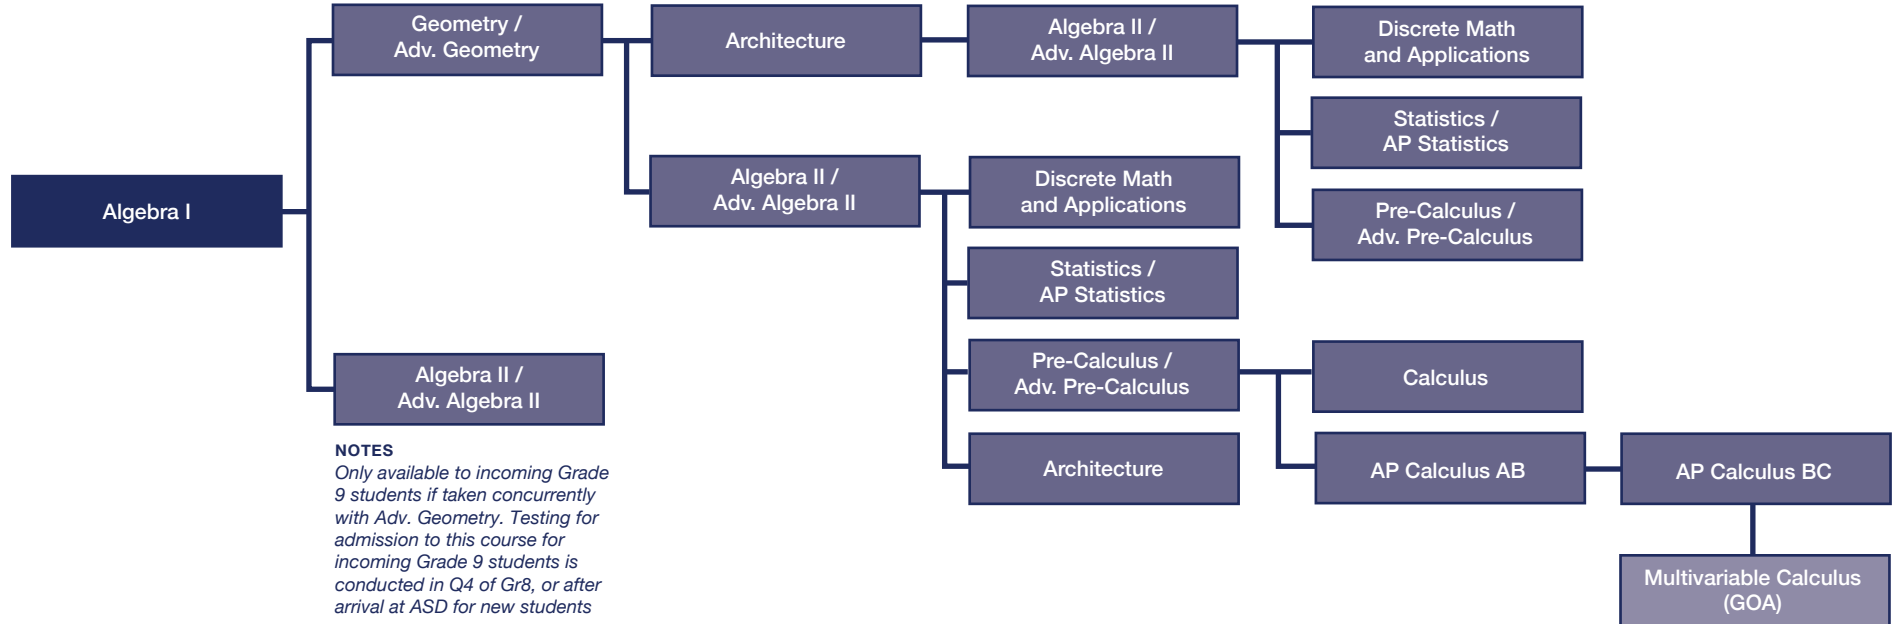 Geometry /
Adv. Geometry
Architecture
Algebra II /
Adv. Algebra II
Discrete Math
and Applications
Statistics /
AP Statistics
Pre-Calculus /
Adv. Pre-Calculus
Algebra I
Algebra II /
Adv. Algebra II
Discrete Math
and Applications
Statistics /
AP Statistics
Pre-Calculus /
Adv. Pre-Calculus
Architecture
Calculus
AP Calculus AB
AP Calculus BC
Multivariable Calculus
(GOA)
Algebra II /
Adv. Algebra II
NOTES
Only available to incoming Grade
9 students if taken concurrently
with Adv. Geometry. Testing for
admission to this course for
incoming Grade 9 students is
conducted in Q4 of Gr8, or after
arrival at ASD for new students